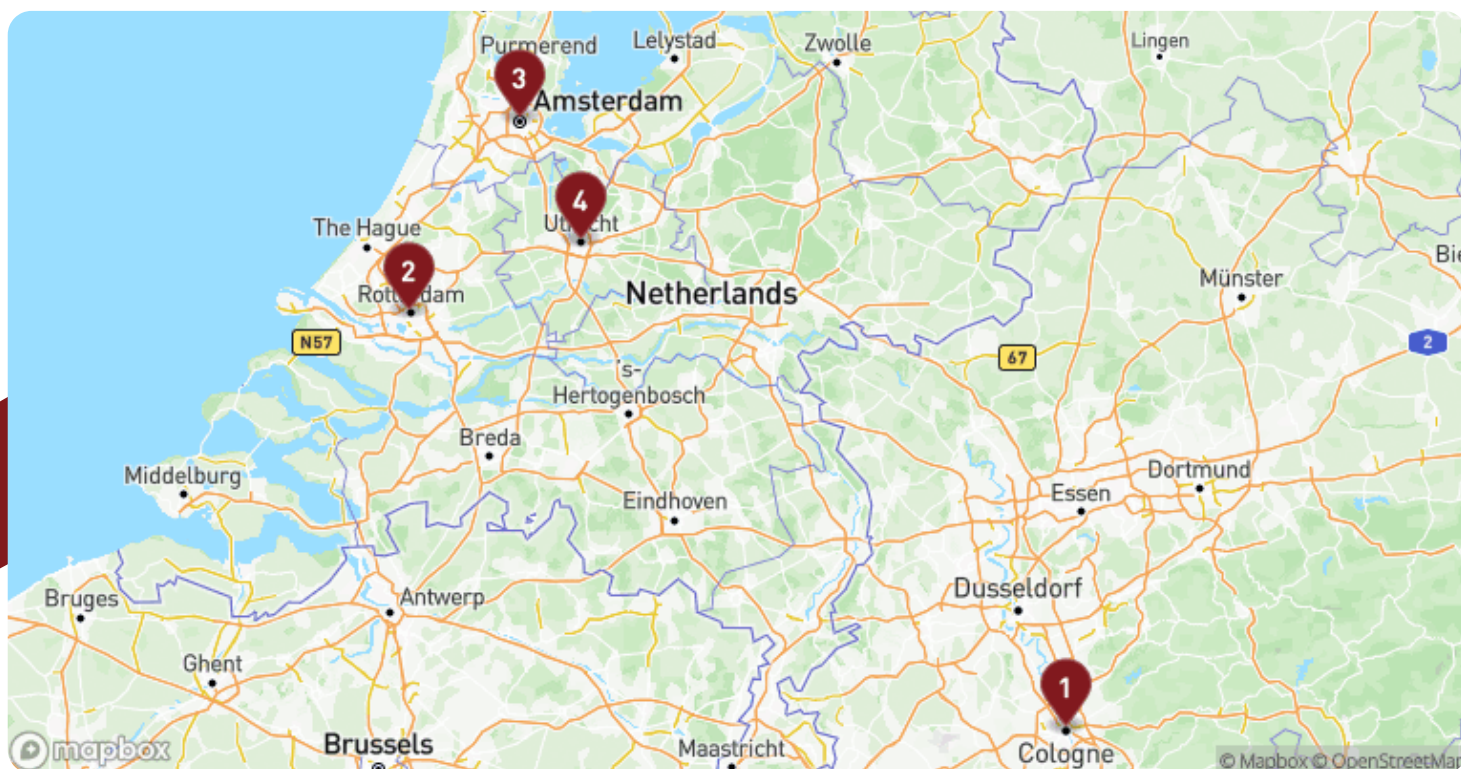 Purmerend
Lelystad
Zwolle
Lingen
3
Amsterdam
4
Utrecht
The Hague
2
Rotterdam
Netherlands
Münster
N57
67
2
's-
Hertogenbosch
Breda
Middelburg
Eindhoven
Essen
Dortmund
Bruges
Antwerp
Dusseldorf
Ghent
1
Brussels
Maastricht
Cologne
mapbox
© Mapbox © OpenStreetMap